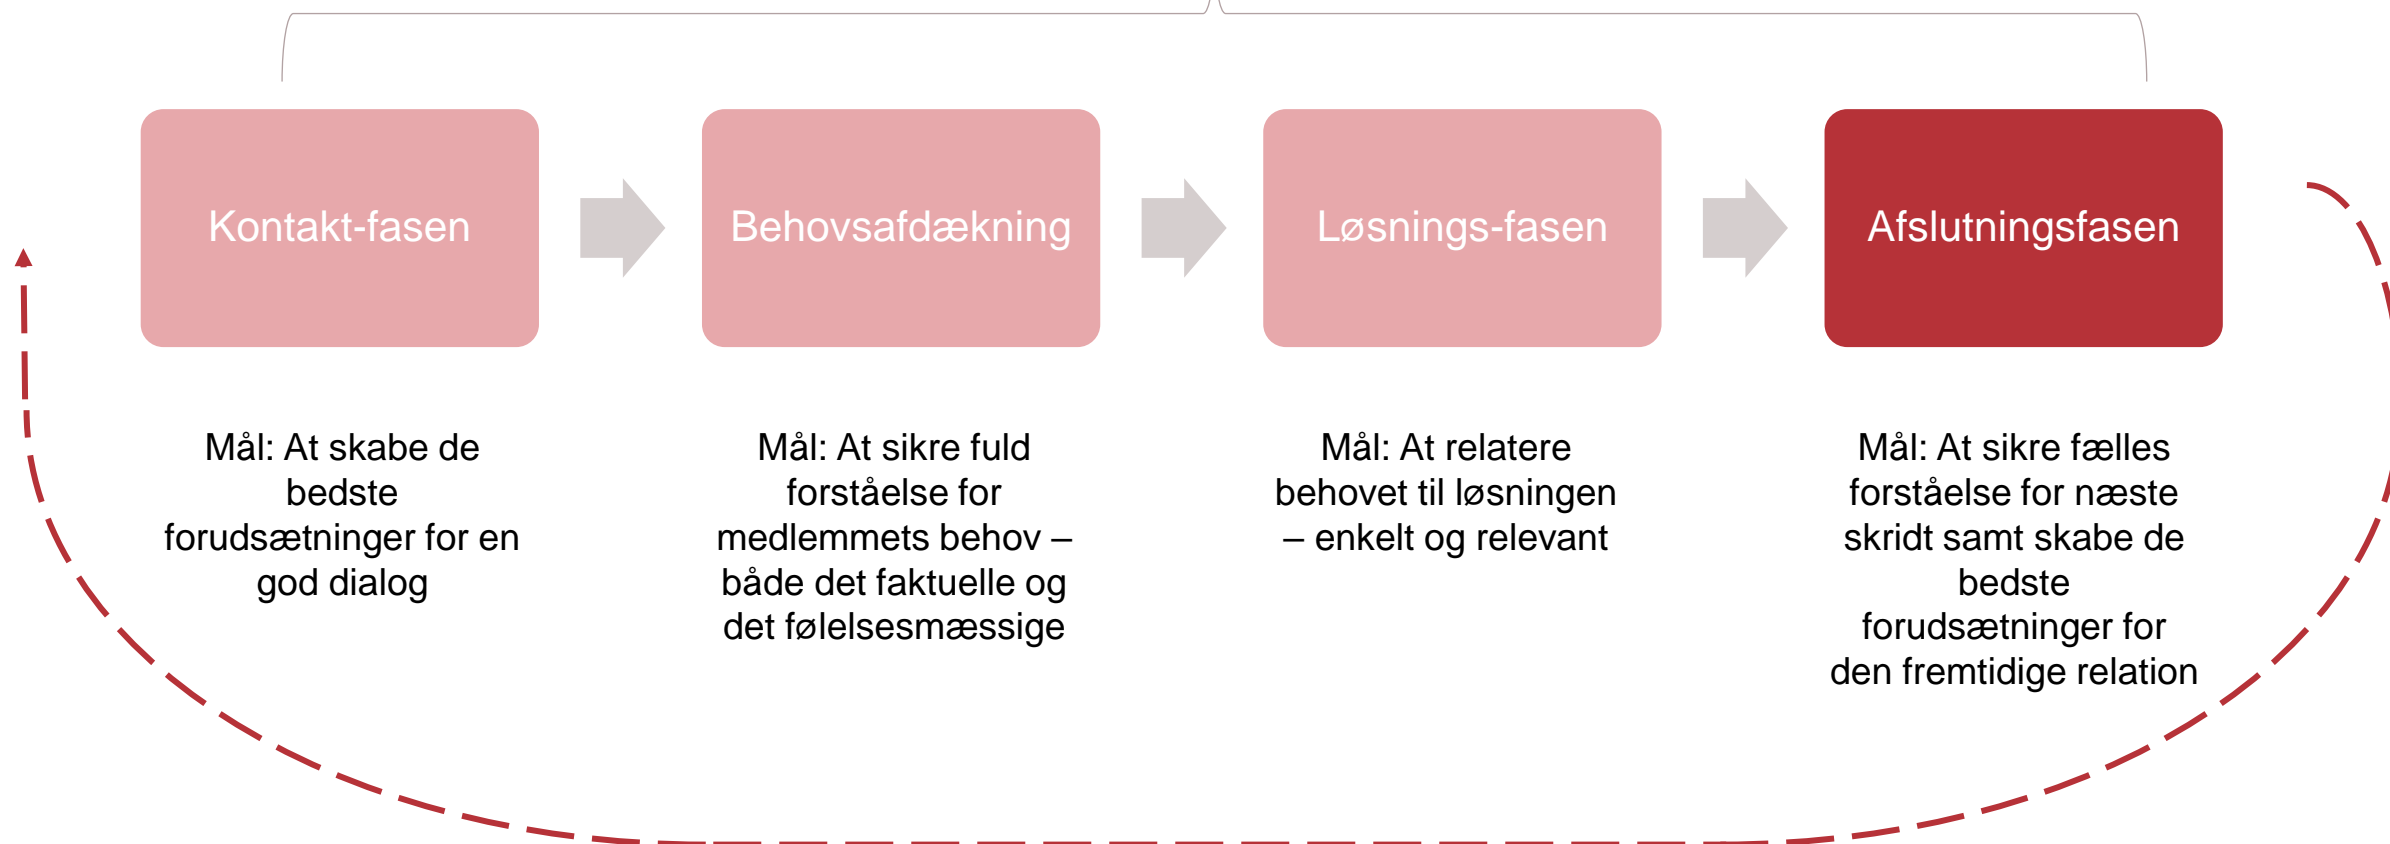 Kontakt-fasen
Behovsafdækning
Løsnings-fasen
Afslutningsfasen
Mål: At skabe de
bedste
forudsætninger for en
god dialog
Mål: At sikre fuld
forståelse for
medlemmets behov –
både det faktuelle og
det følelsesmæssige
Mål: At relatere
behovet til løsningen
– enkelt og relevant
Mål: At sikre fælles
forståelse for næste
skridt samt skabe de
bedste
forudsætninger for
den fremtidige relation